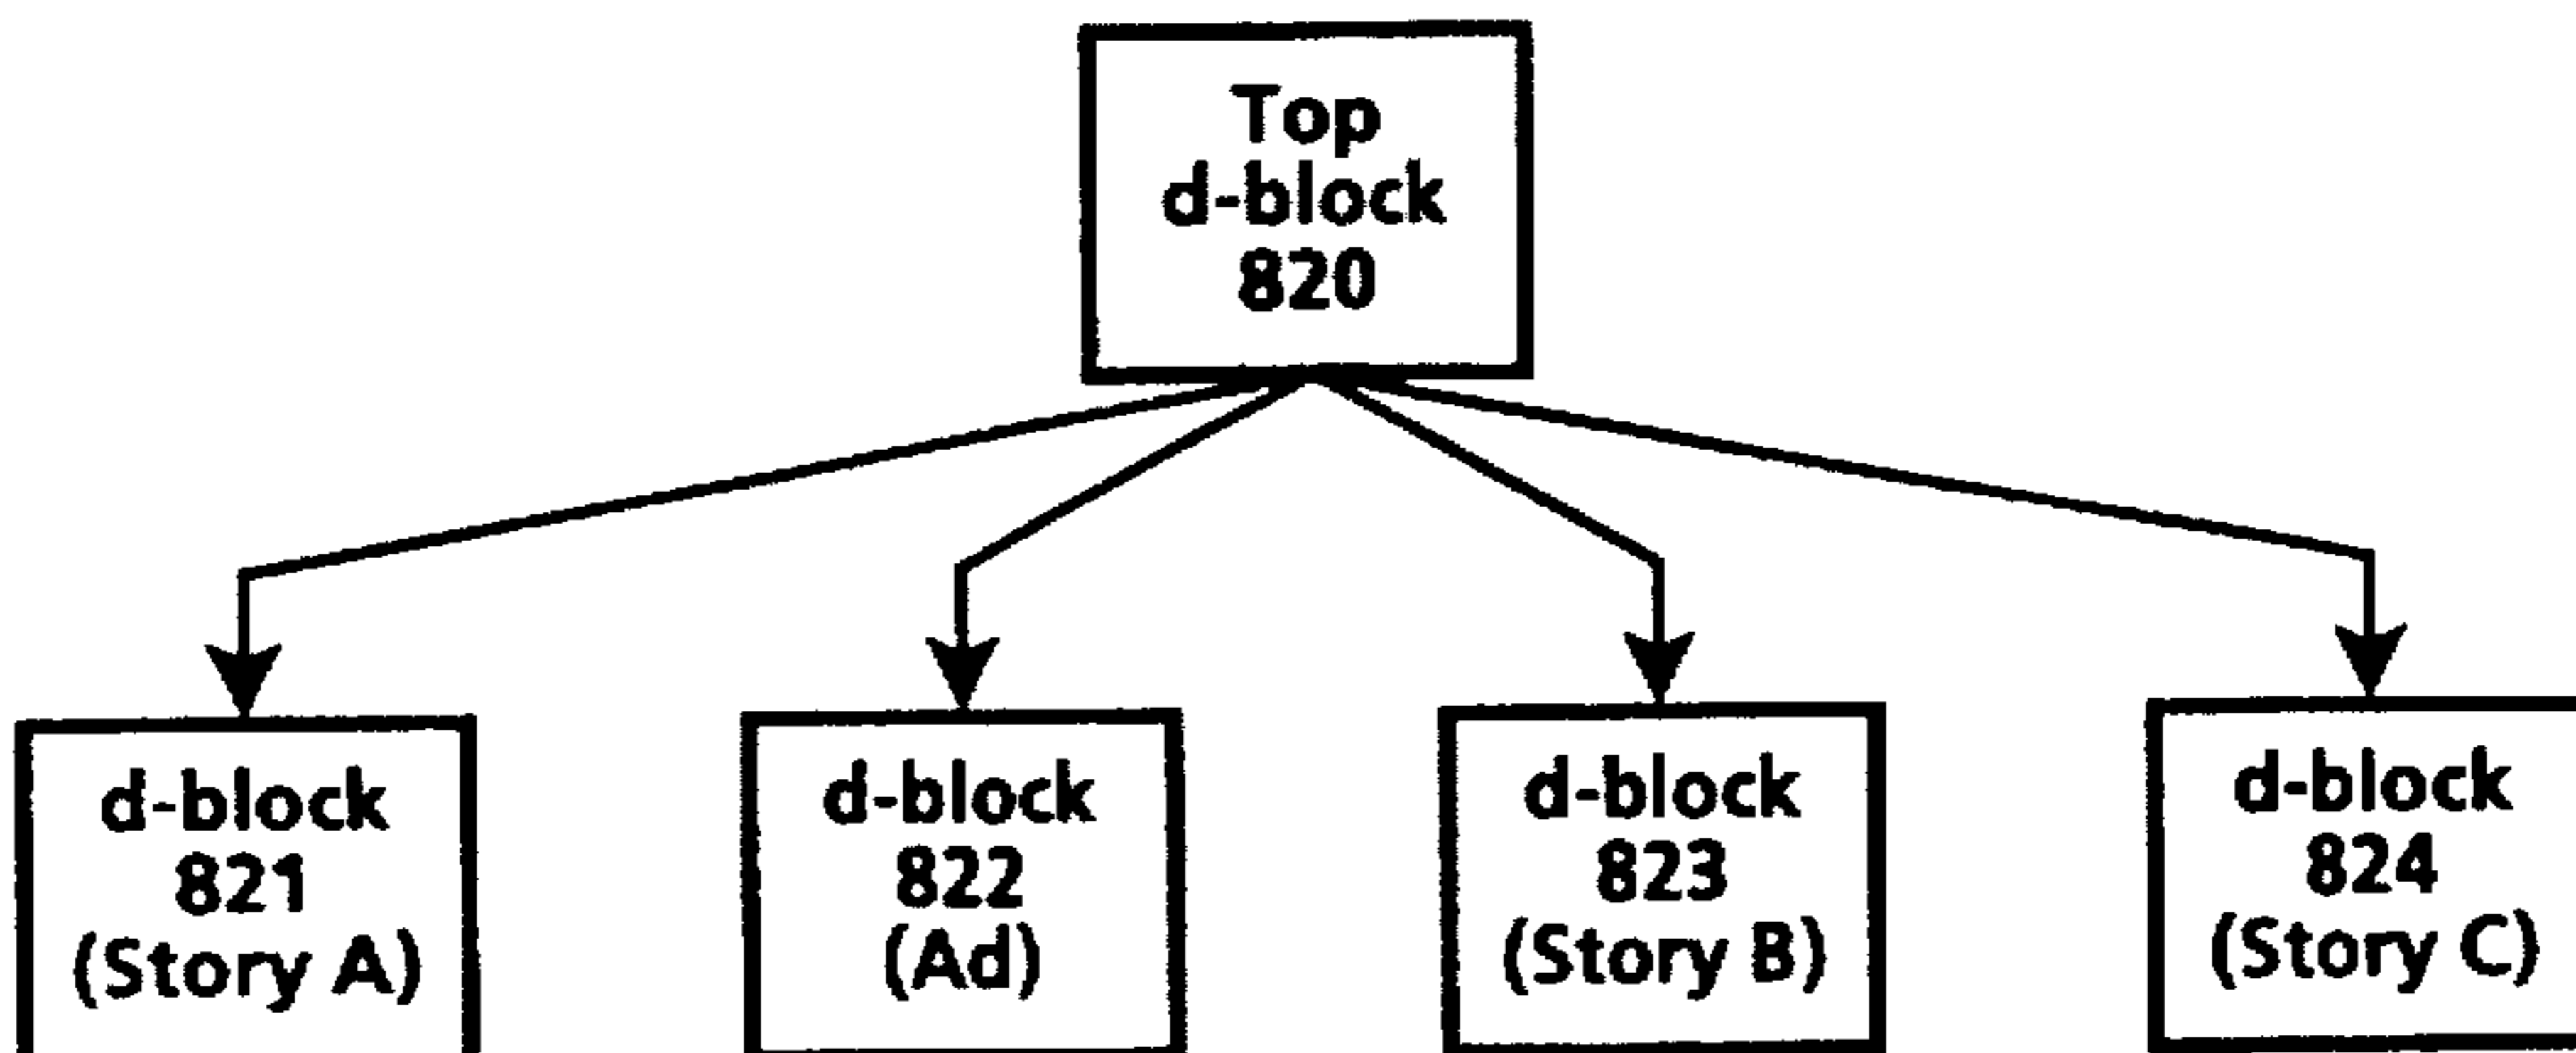 Top
d-block
820
d-block
821
(Story A)
d-block
822
(Ad)
d-block
823
(Story B)
d-block
824
(Story C)